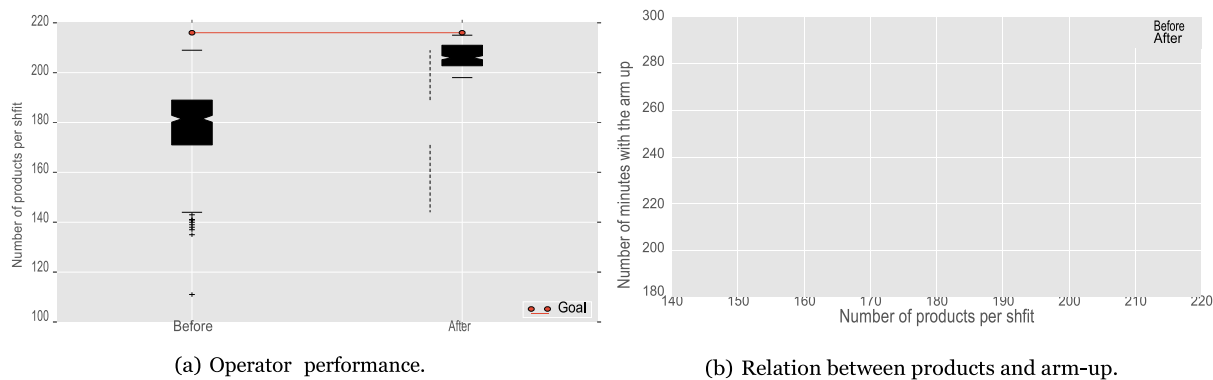 220
200
180
160
140
120
100
Number of products per shfit
Before
After
Goal
(a) Operator performance.
300
280
260
240
220
200
180
Number of minutes with the arm up
Before
After
140 150 160 170 180 190 200 210 220
Number of products per shfit
(b) Relation between products and arm-up.